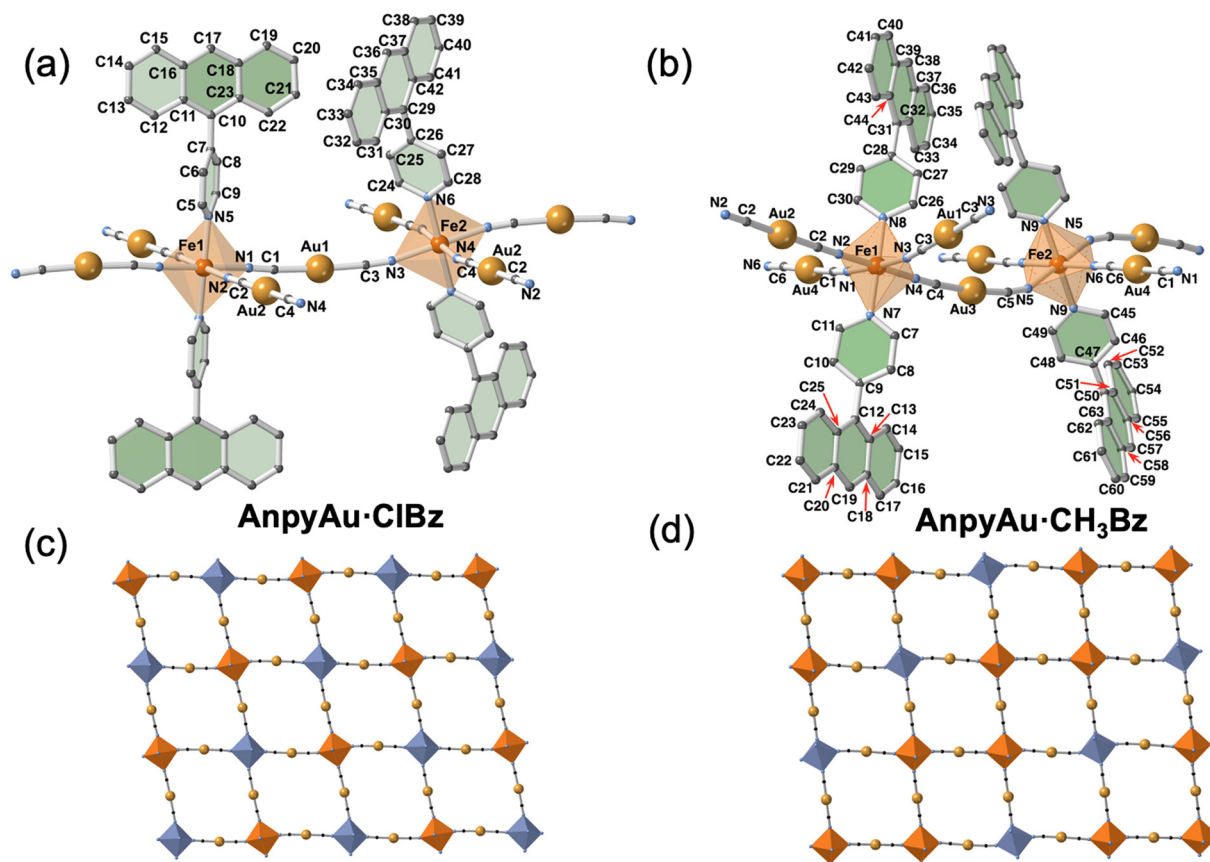 (a)
C15
C17
C19
C14
C20
C16
C18
C13
C23
C21
C12
C11
C10
C22
C7
C8
C6
C9
C5
N5
Fe1
N1
C1
Au1
N2
C2
Au2
C4
N4
C38
C39
C36
C37
C40
C35
C41
C34
C42
C33
C29
C30
C32
C31
C26
C25
C27
C24
C28
N6
Fe2
N4
Au2
C3
N3
C4
C2
N2
AnpyAu·ClBz
(b)
C40
C41
C39
C38
C42
C37
C36
C43
C32
C35
C44
C31
C34
C33
C28
C29
C27
C30
C26
N8
N2
C2
Au2
C2
N2
Fe1
N3
C3
Au1
C3
N3
N6
C6
Au4
C1
N1
N4
C4
Au3
C5
N5
N9
N5
Fe2
N6
C6
Au4
C1
N1
N9
N7
C11
C7
C10
C8
C9
C25
C12
C13
C24
C14
C23
C15
C22
C16
C21
C19
C17
C20
C18
C49
C45
C48
C46
C47
C52
C53
C51
C50
C54
C63
C55
C62
C56
C61
C57
C58
C59
C60
AnpyAu·CH₃Bz
(c)
(d)